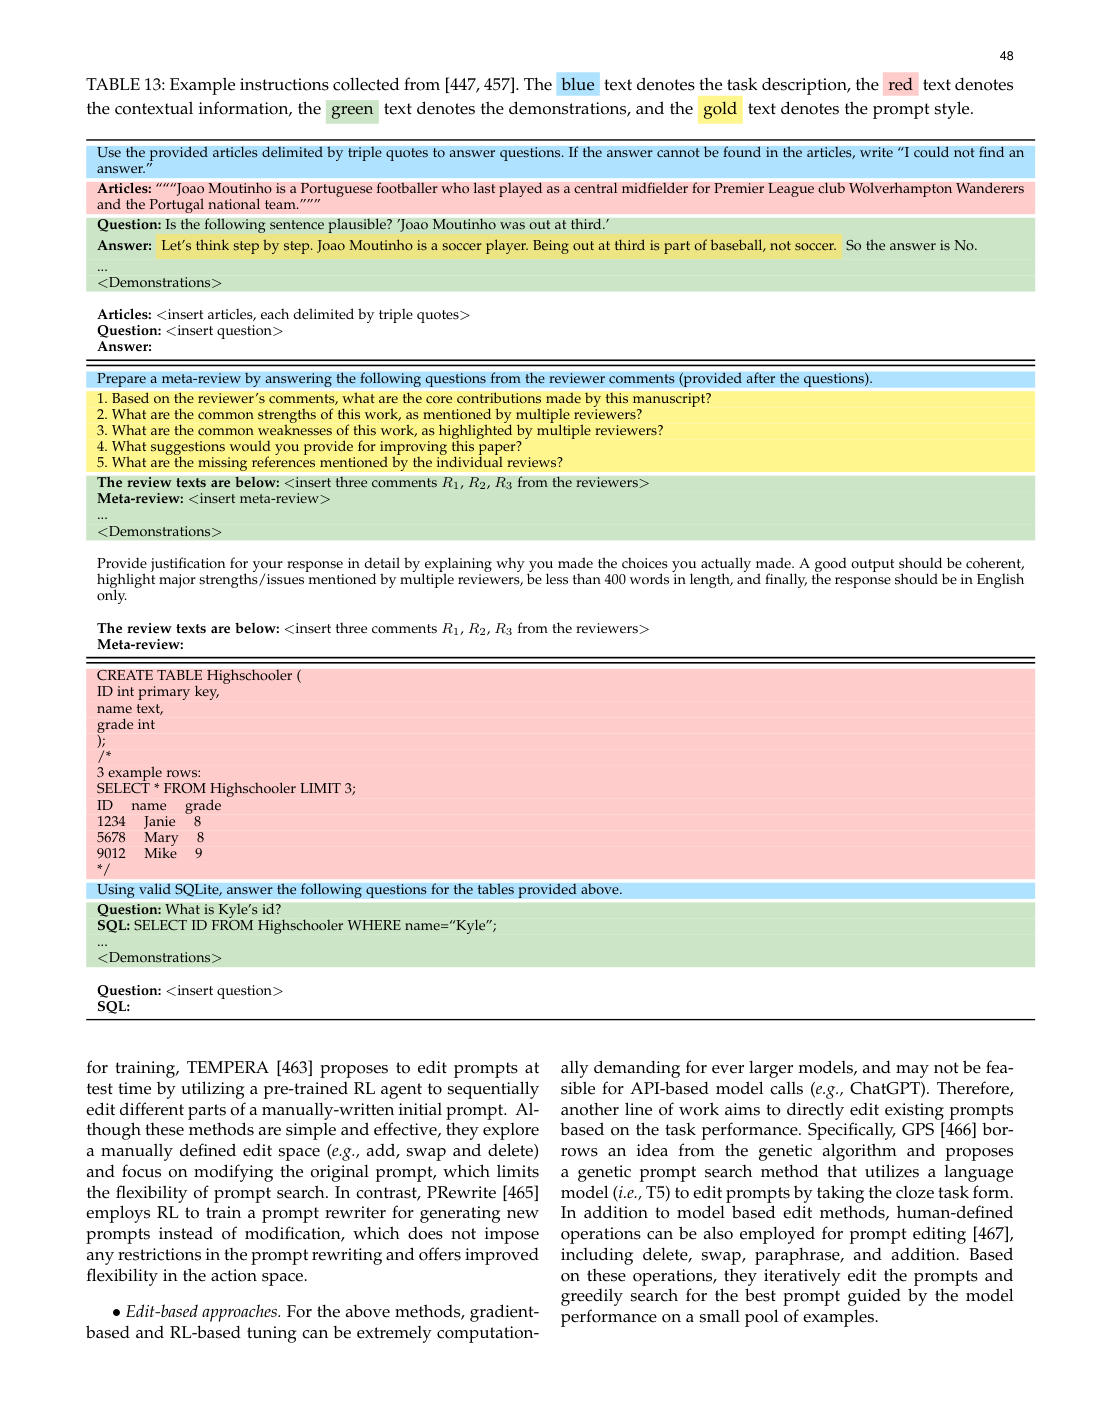 48
TABLE 13: Example instructions collected from [447, 457]. The blue text denotes the task description, the red text denotes
the contextual information, the green text denotes the demonstrations, and the gold text denotes the prompt style.
Use the provided articles delimited by triple quotes to answer questions. If the answer cannot be found in the articles, write “I could not find an
answer.”
Articles: “““Joao Moutinho is a Portuguese footballer who last played as a central midfielder for Premier League club Wolverhampton Wanderers
and the Portugal national team.”””
Question: Is the following sentence plausible? ’Joao Moutinho was out at third.’
Answer: Let’s think step by step. Joao Moutinho is a soccer player. Being out at third is part of baseball, not soccer. So the answer is No.
...
<Demonstrations>
Articles: <insert articles, each delimited by triple quotes>
Question: <insert question>
Answer:
Prepare a meta-review by answering the following questions from the reviewer comments (provided after the questions).
1. Based on the reviewer’s comments, what are the core contributions made by this manuscript?
2. What are the common strengths of this work, as mentioned by multiple reviewers?
3. What are the common weaknesses of this work, as highlighted by multiple reviewers?
4. What suggestions would you provide for improving this paper?
5. What are the missing references mentioned by the individual reviews?
The review texts are below: <insert three comments R1, R2, R3 from the reviewers>
Meta-review: <insert meta-review>
...
<Demonstrations>
Provide justification for your response in detail by explaining why you made the choices you actually made. A good output should be coherent,
highlight major strengths/issues mentioned by multiple reviewers, be less than 400 words in length, and finally, the response should be in English
only.
The review texts are below: <insert three comments R1, R2, R3 from the reviewers>
Meta-review:
CREATE TABLE Highschooler (
ID int primary key,
name text,
grade int
);
/*
3 example rows:
SELECT * FROM Highschooler LIMIT 3;
ID name grade
1234 Janie 8
5678 Mary 8
9012 Mike 9
*/
Using valid SQLite, answer the following questions for the tables provided above.
Question: What is Kyle’s id?
SQL: SELECT ID FROM Highschooler WHERE name=“Kyle”;
...
<Demonstrations>
Question: <insert question>
SQL:
for training, TEMPERA [463] proposes to edit prompts at
test time by utilizing a pre-trained RL agent to sequentially
edit different parts of a manually-written initial prompt. Al-
though these methods are simple and effective, they explore
a manually defined edit space (e.g., add, swap and delete)
and focus on modifying the original prompt, which limits
the flexibility of prompt search. In contrast, PRewrite [465]
employs RL to train a prompt rewriter for generating new
prompts instead of modification, which does not impose
any restrictions in the prompt rewriting and offers improved
flexibility in the action space.
• Edit-based approaches. For the above methods, gradient-
based and RL-based tuning can be extremely computation-
ally demanding for ever larger models, and may not be fea-
sible for API-based model calls (e.g., ChatGPT). Therefore,
another line of work aims to directly edit existing prompts
based on the task performance. Specifically, GPS [466] bor-
rows an idea from the genetic algorithm and proposes
a genetic prompt search method that utilizes a language
model (i.e., T5) to edit prompts by taking the cloze task form.
In addition to model based edit methods, human-defined
operations can be also employed for prompt editing [467],
including delete, swap, paraphrase, and addition. Based
on these operations, they iteratively edit the prompts and
greedily search for the best prompt guided by the model
performance on a small pool of examples.